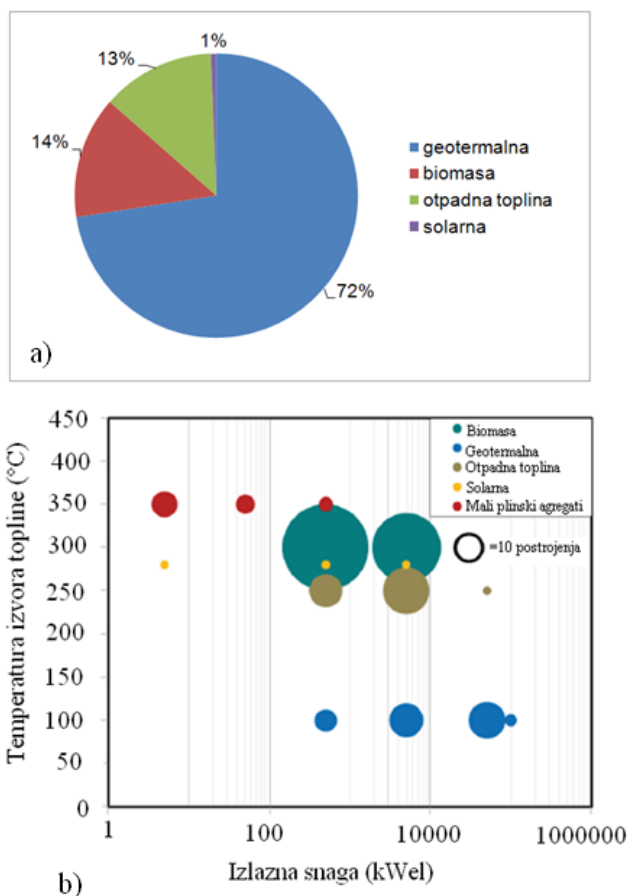 1%
13%
14%
72%
geotermalna
biomasa
otpadna toplina
solarna
a)
Temperatura izvora topline (°C)
450
400
350
300
250
200
150
100
50
0
Biomasa
Geotermalna
Otpadna toplina
Solarna
Mali plinski agregati
=10 postrojenja
1
100
10000
1000000
Izlazna snaga (kWel)
b)